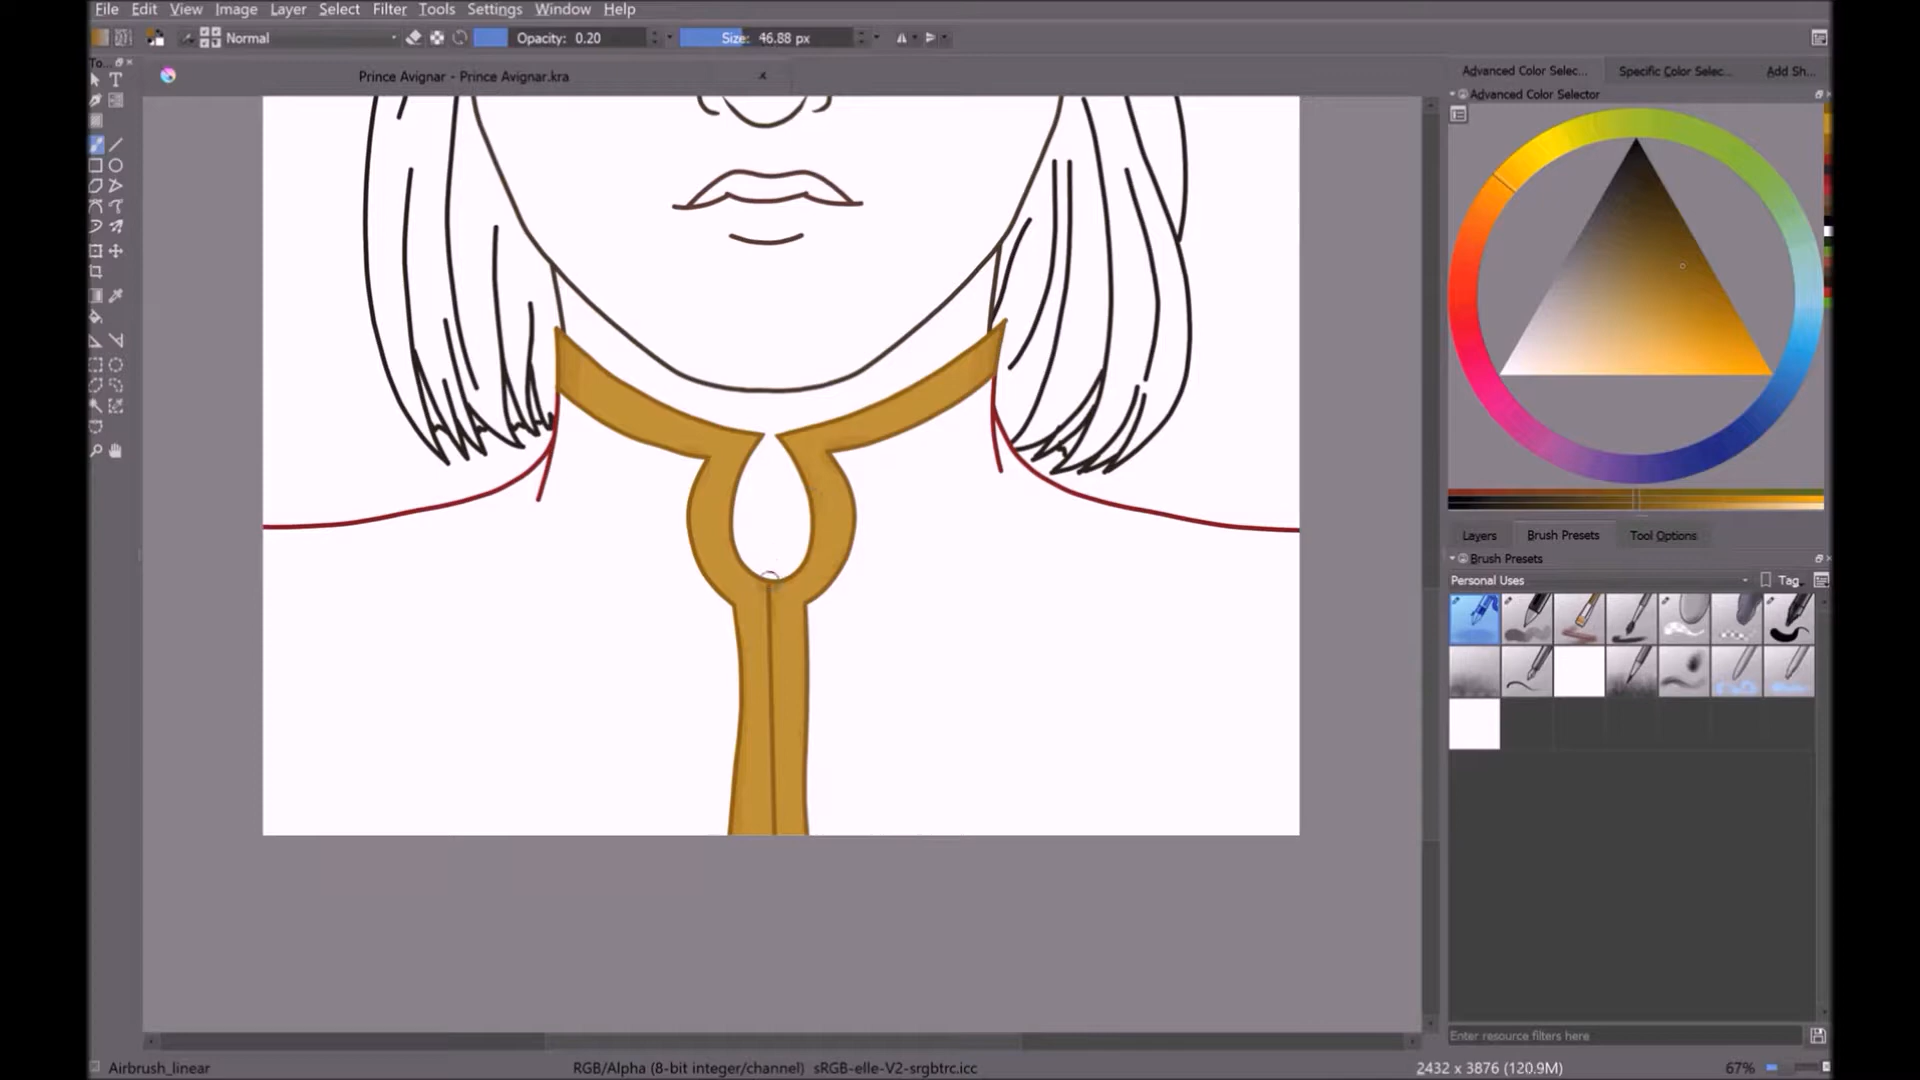 File Edit View Image Layer Select Filter Tools Settings Window Help
Normal Opacity: 0.20 Size: 46.88 px
To...
Prince Avignar - Prince Avignar.kra x
Advanced Color Selec... Specific Color Selec... Add Sh...
Advanced Color Selector
Layers Brush Presets Tool Options
Brush Presets
Personal Uses Tag
Enter resource filters here
Airbrush_linear RGB/Alpha (8-bit integer/channel) sRGB-elle-V2-srgbtrc.icc 2432 x 3876 (120.9M) 67%